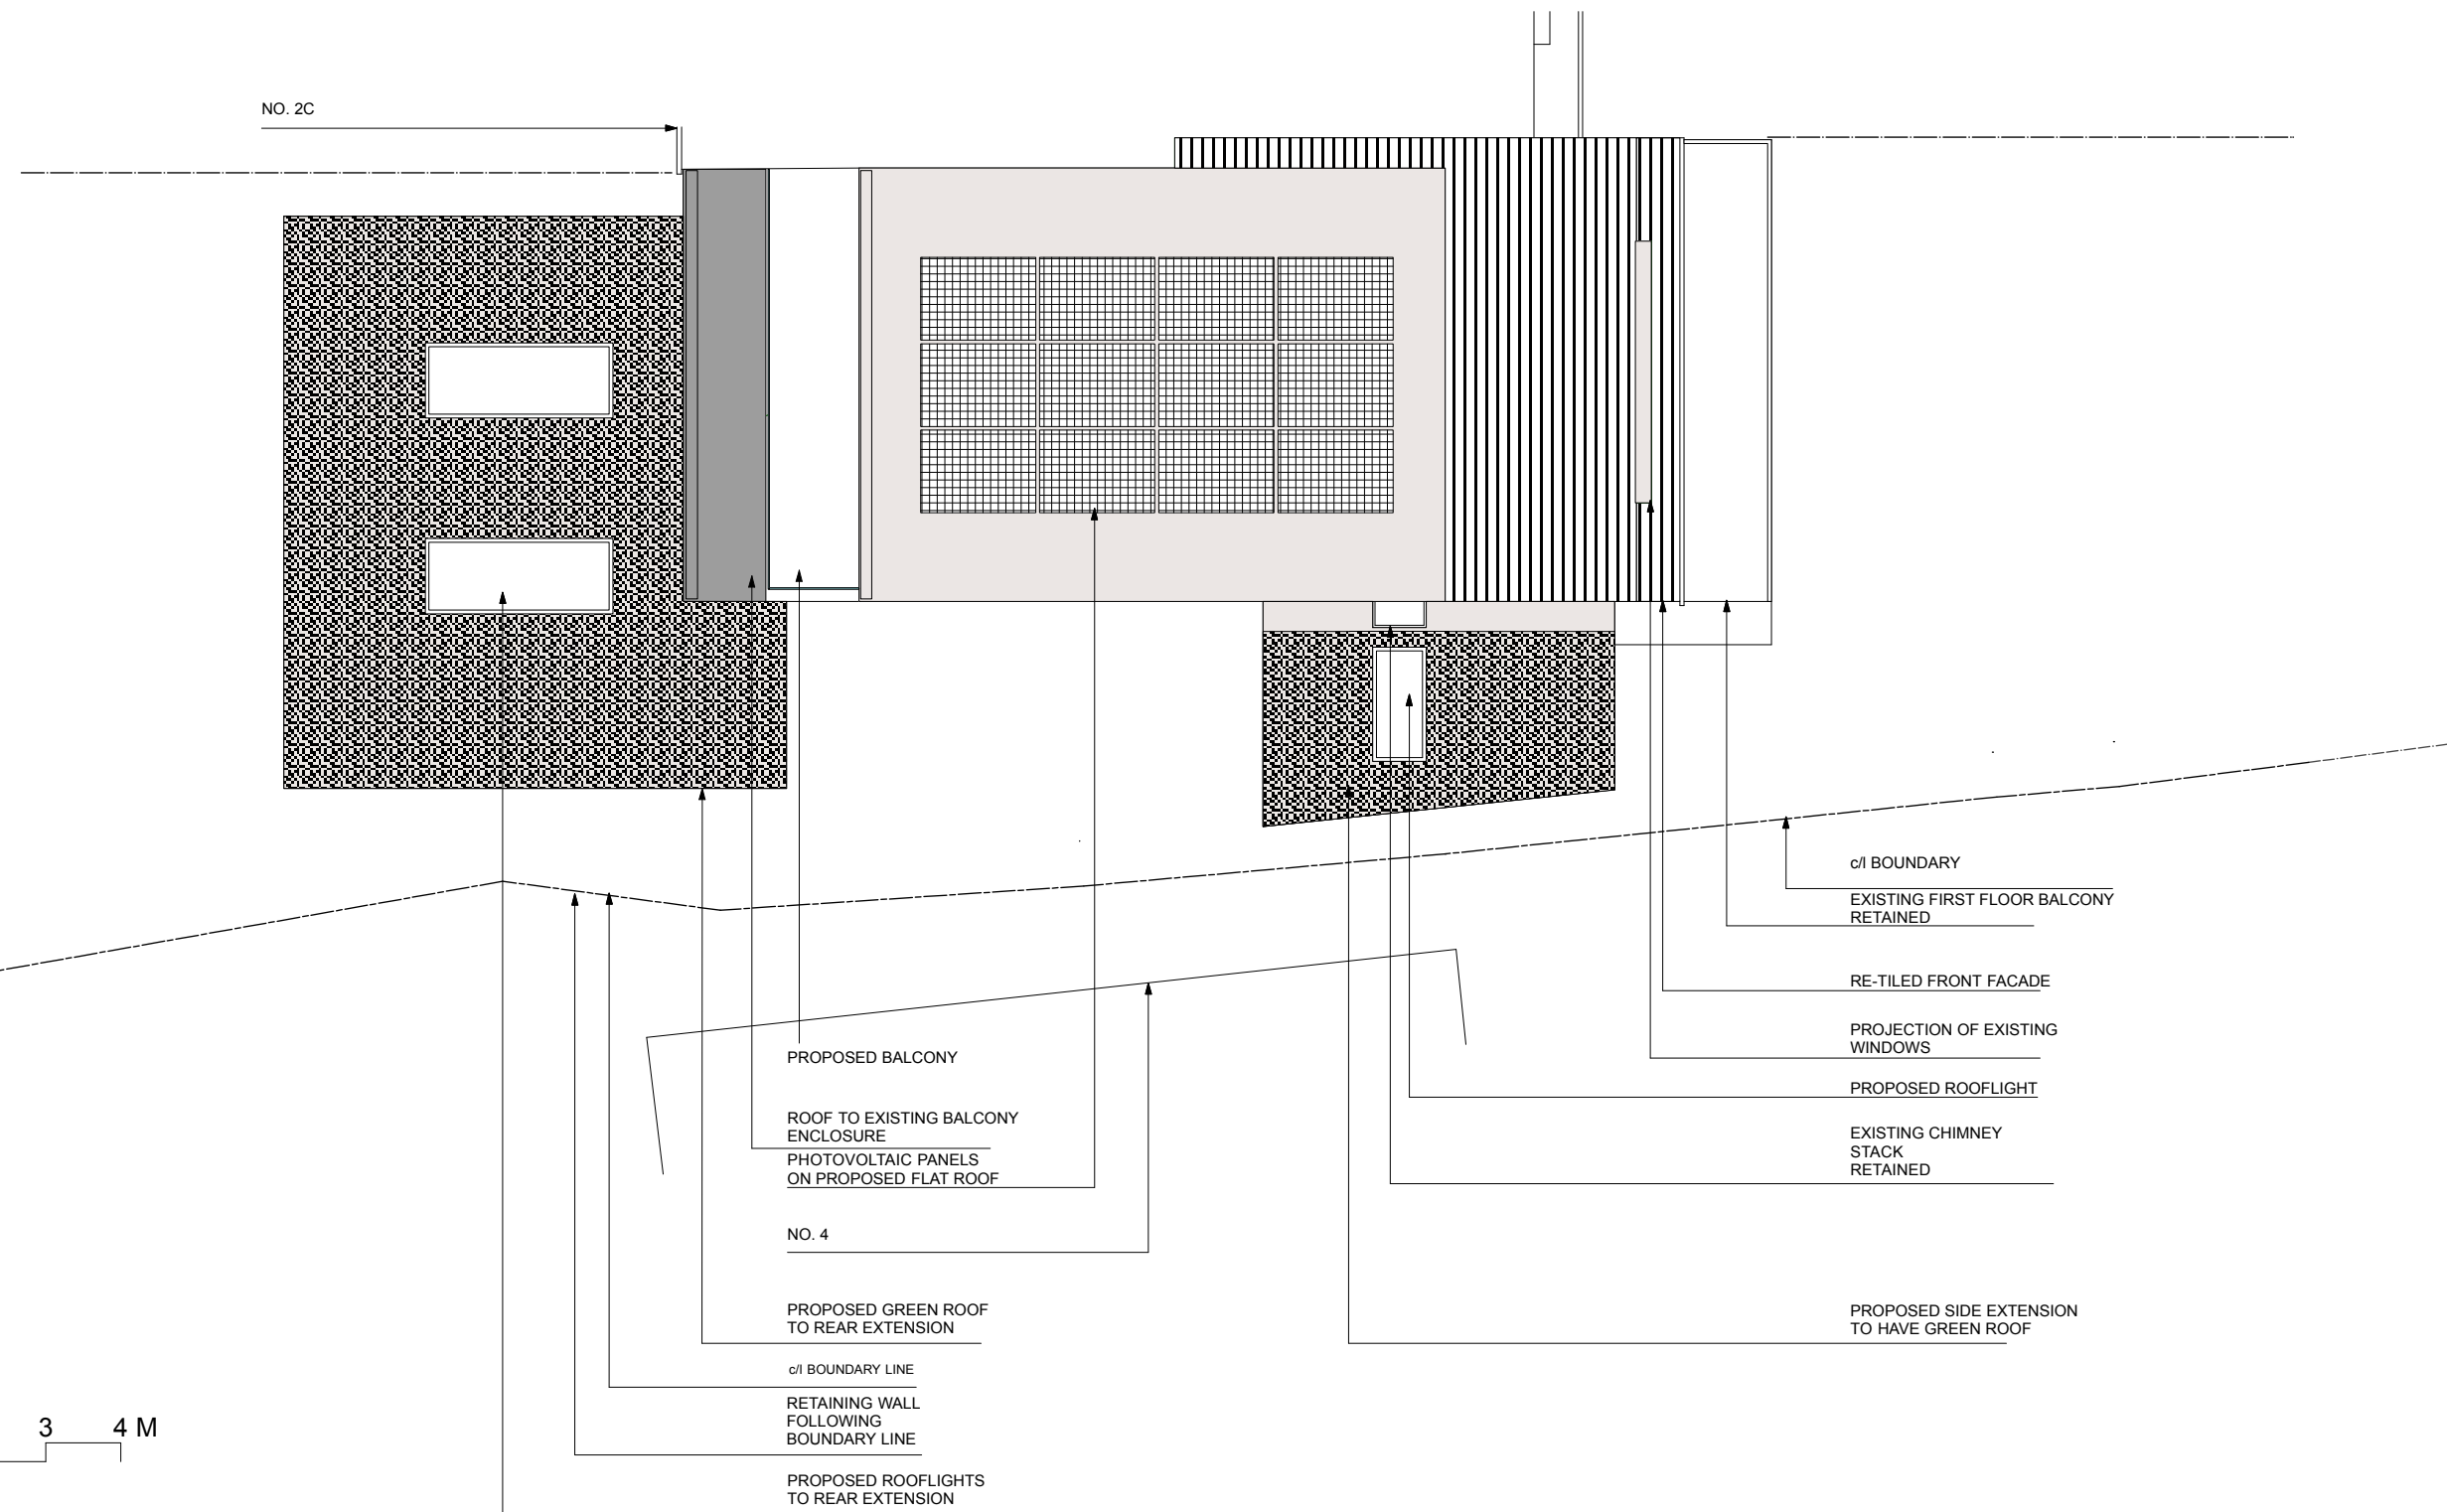 NO. 2C
c/l BOUNDARY
EXISTING FIRST FLOOR BALCONY
RETAINED
RE-TILED FRONT FACADE
PROJECTION OF EXISTING
WINDOWS
PROPOSED ROOFLIGHT
EXISTING CHIMNEY
STACK
RETAINED
PROPOSED SIDE EXTENSION
TO HAVE GREEN ROOF
PROPOSED BALCONY
ROOF TO EXISTING BALCONY
ENCLOSURE
PHOTOVOLTAIC PANELS
ON PROPOSED FLAT ROOF
NO. 4
PROPOSED GREEN ROOF
TO REAR EXTENSION
c/l BOUNDARY LINE
RETAINING WALL
FOLLOWING
BOUNDARY LINE
PROPOSED ROOFLIGHTS
TO REAR EXTENSION
3 4 M